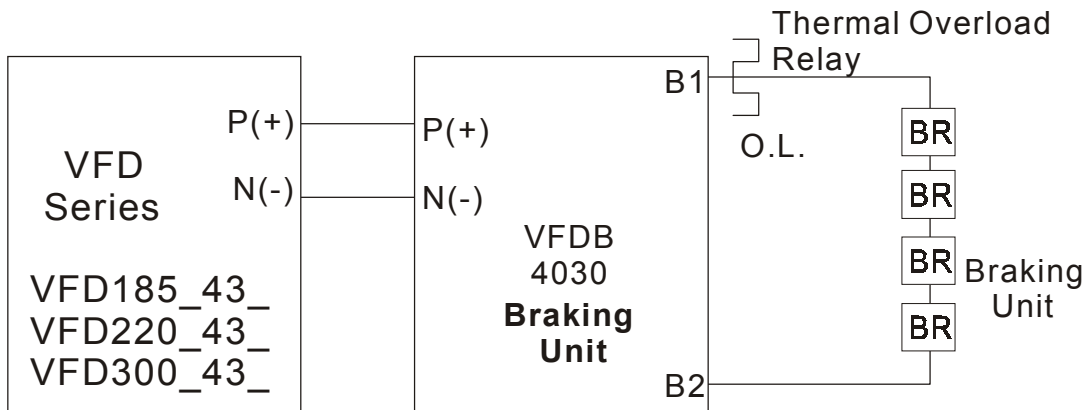 VFD
Series
VFD185_43_
VFD220_43_
VFD300_43_
P(+)
N(-)
P(+)
N(-)
VFDB
4030
Braking
Unit
B1
B2
Thermal Overload
Relay
O.L.
BR
BR
BR
BR
Braking
Unit